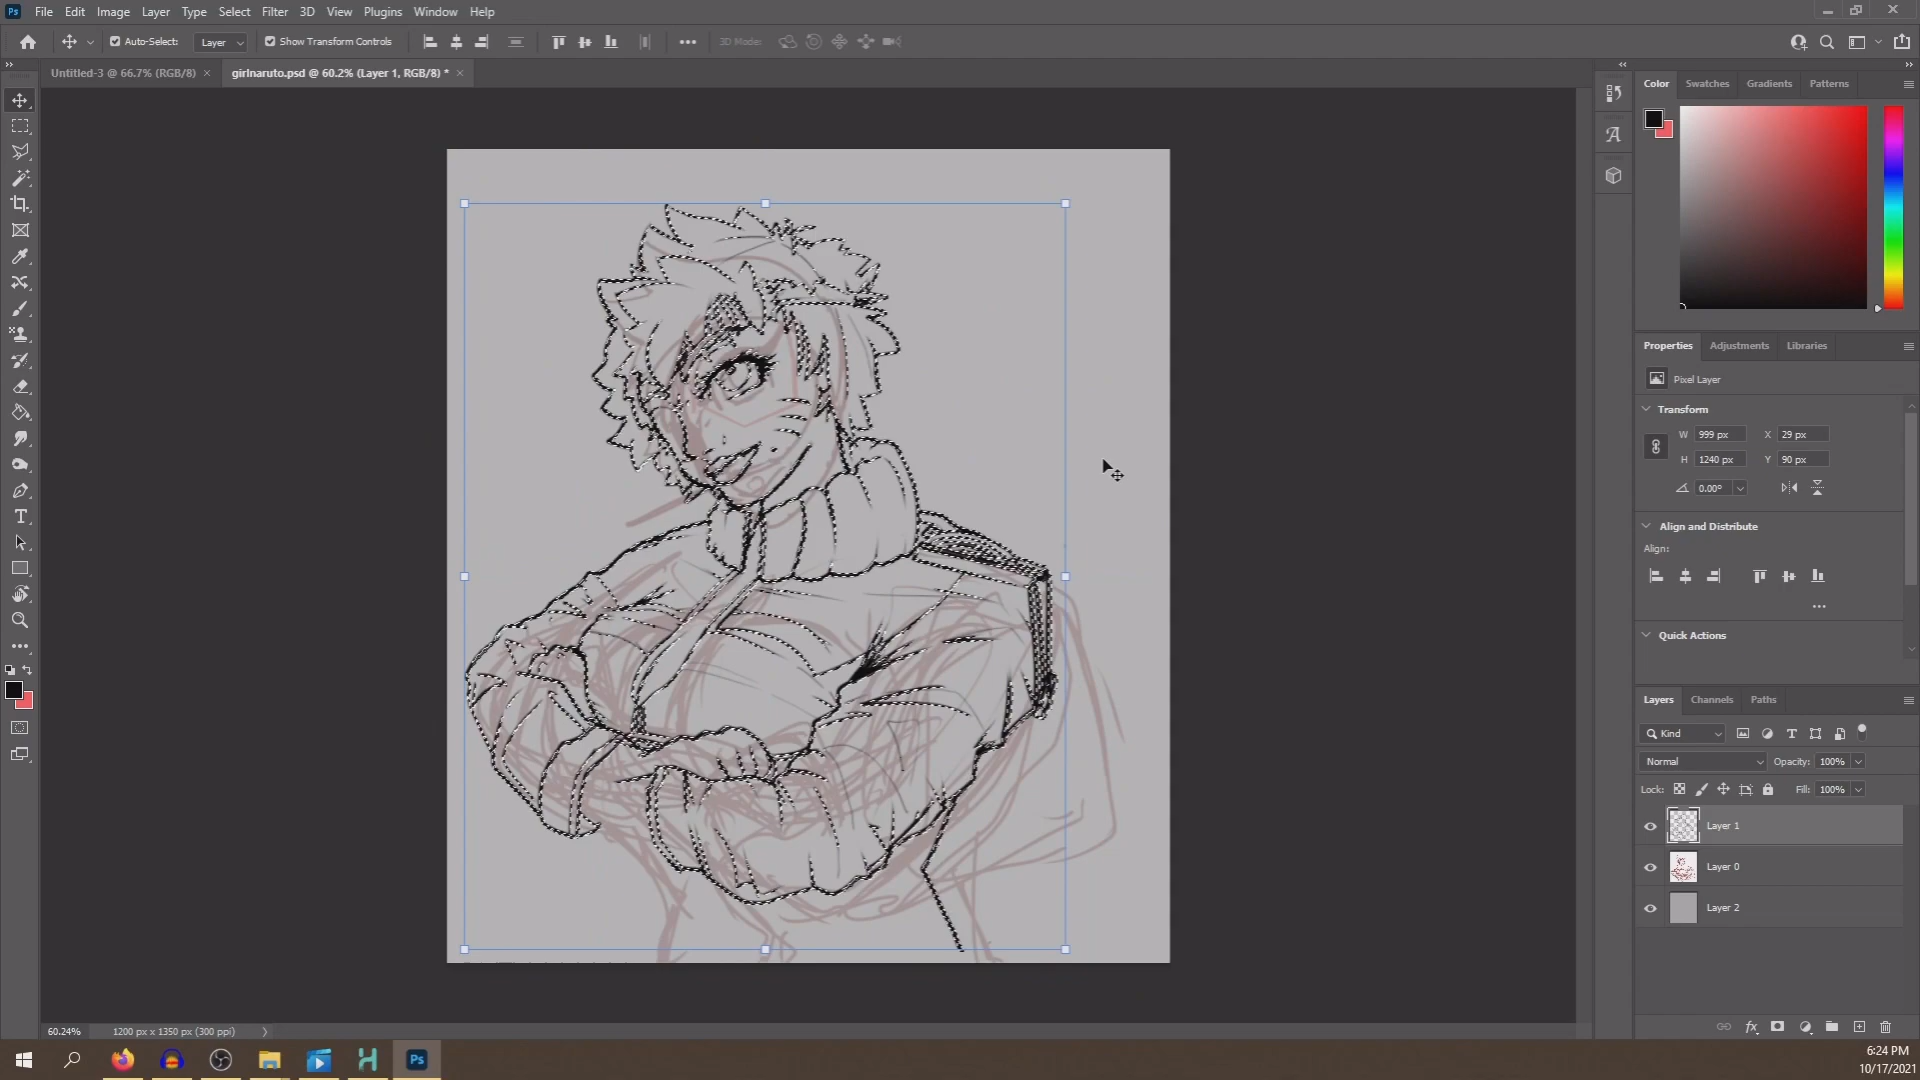 Ps File Edit Image Layer Type Select Filter 3D View Plugins Window Help
Auto-Select: Layer Show Transform Controls 3D Mode:
Untitled-3 @ 66.7% (RGB/8) × girlnaruto.psd @ 60.2% (Layer 1, RGB/8) * ×
Color Swatches Gradients Patterns
Properties Adjustments Libraries
Pixel Layer
Transform
W 999 px X 29 px
H 1240 px Y 90 px
0.00°
Align and Distribute
Align:
Quick Actions
Layers Channels Paths
Kind
Normal Opacity: 100%
Lock: Fill: 100%
Layer 1
Layer 0
Layer 2
60.24% 1200 px x 1350 px (300 ppi)
Ps
6:24 PM
10/17/2021